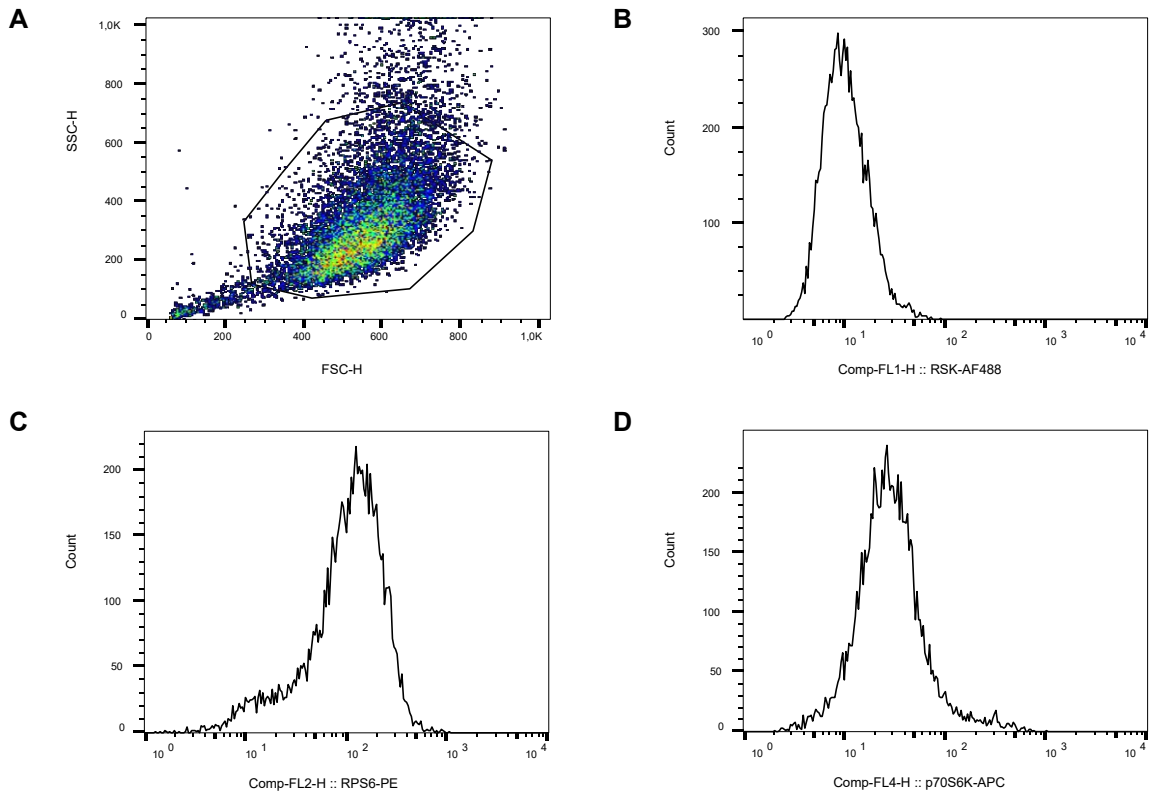 A
1,0K
800
600
400
200
0
SSC-H
0 200 400 600 800 1,0K
FSC-H
B
300
200
100
Count
10 0 10 1 10 2 10 3 10 4
Comp-FL1-H :: RSK-AF488
C
200
150
100
50
0
Count
10 0 10 1 10 2 10 3 10 4
Comp-FL2-H :: RPS6-PE
D
200
150
100
50
0
Count
10 0 10 1 10 2 10 3 10 4
Comp-FL4-H :: p70S6K-APC